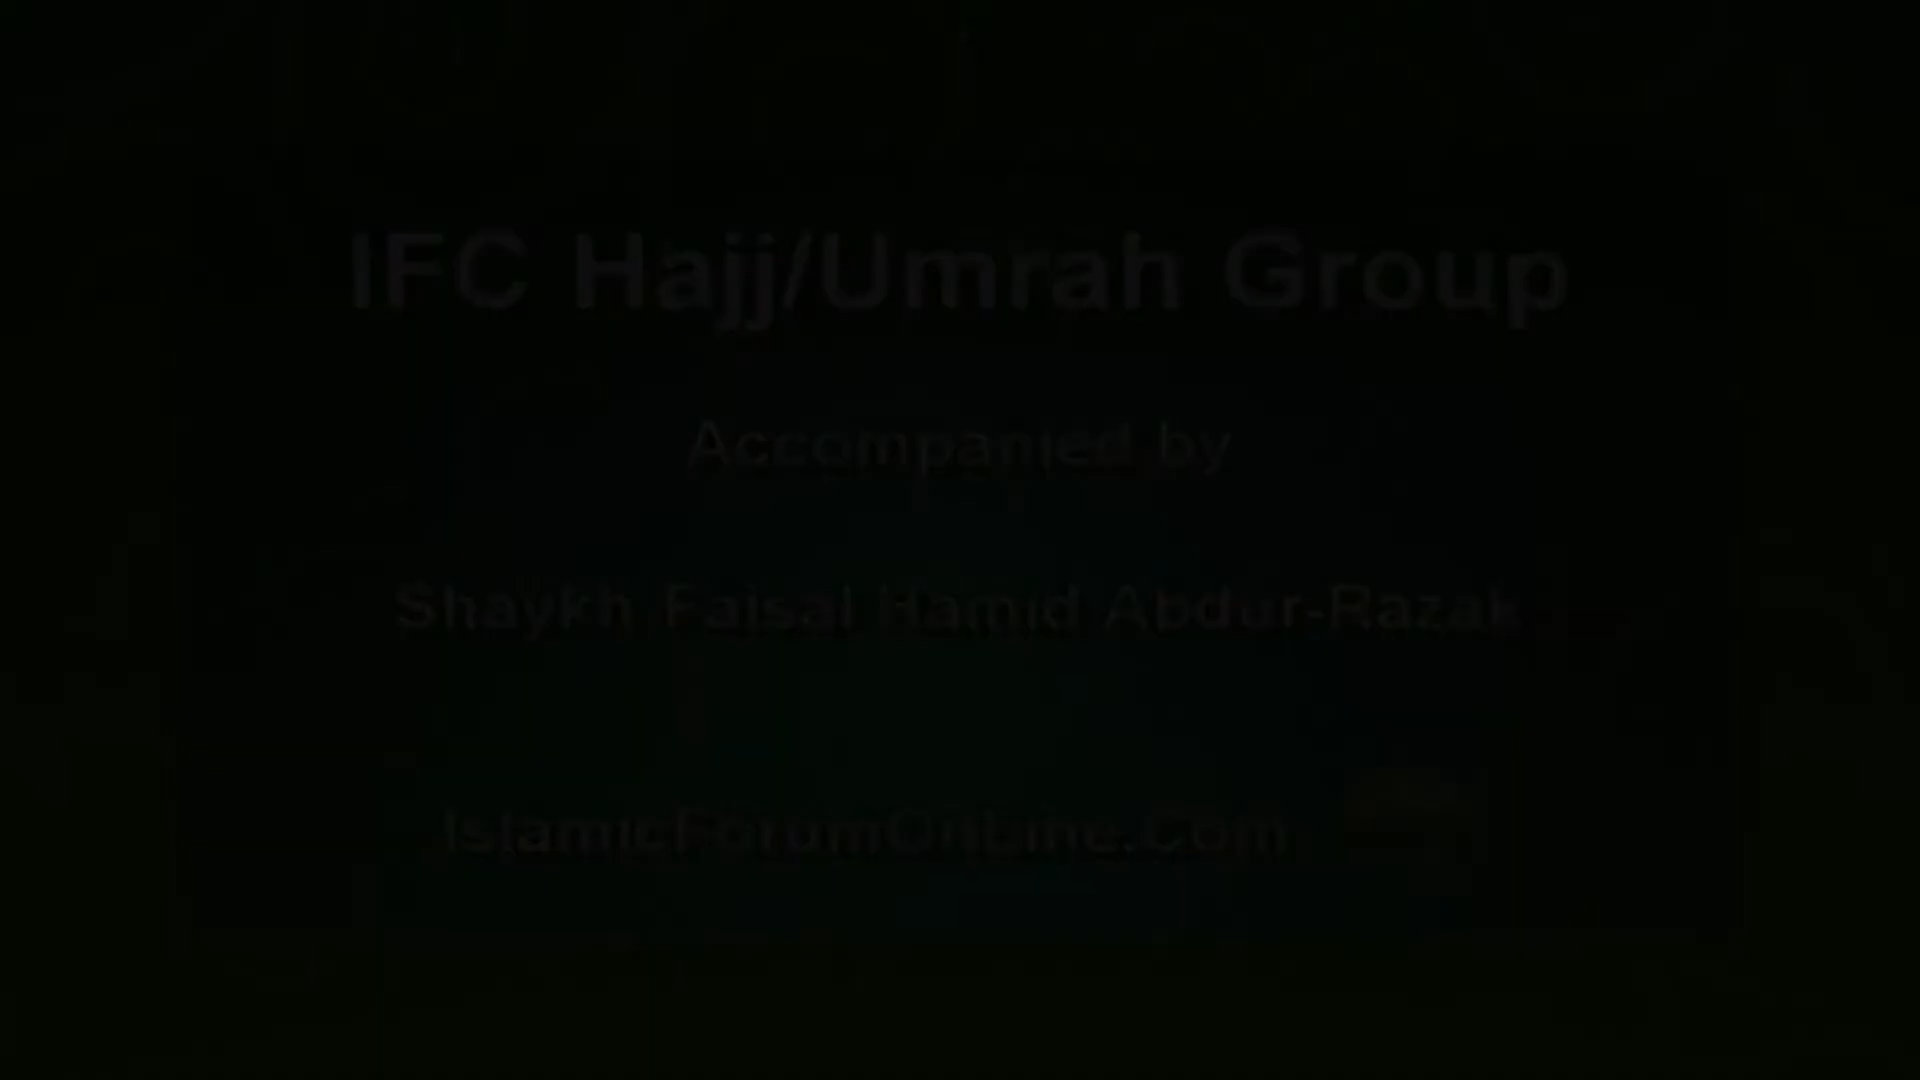 IFC Hajj/Umrah Group
Accompanied by
Shaykh Faisal Hamid Abdur-Razak
IslamicForumOnLine.Com